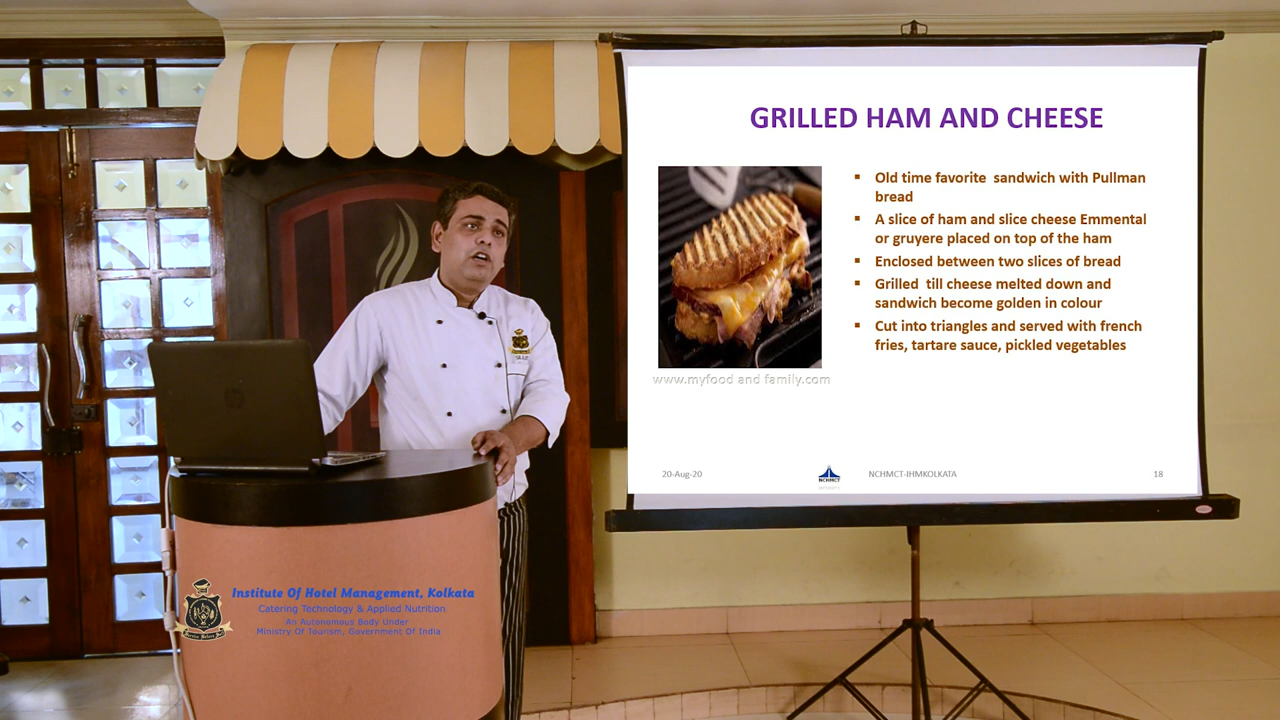 GRILLED HAM AND CHEESE
▪ Old time favorite sandwich with Pullman
bread
▪ A slice of ham and slice cheese Emmental
or gruyere placed on top of the ham
▪ Enclosed between two slices of bread
▪ Grilled till cheese melted down and
sandwich become golden in colour
▪ Cut into triangles and served with french
fries, tartare sauce, pickled vegetables
www.myfood and family.com
20-Aug-20
NCHMCT
NCHMCT-IHMKOLKATA
18
Institute Of Hotel Management, Kolkata
Catering Technology & Applied Nutrition
An Autonomous Body Under
Ministry Of Tourism, Government Of India